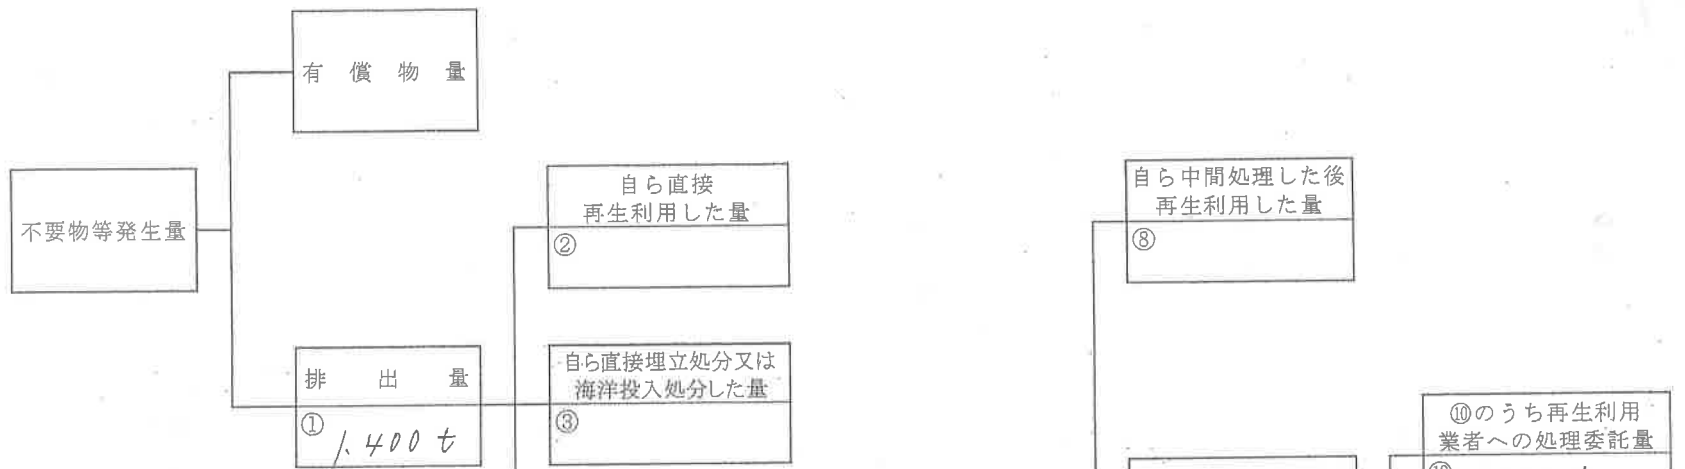 有償物量
不要物等発生量
自ら直接
再生利用した量
②
自ら中間処理した後
再生利用した量
⑧
排出量
① 1.400 t
自ら直接埋立処分又は
海洋投入処分した量
③
⑩のうち再生利用
業者への処理委託量